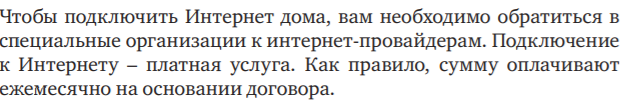 Чтобы подключить Интернет дома, вам необходимо обратиться в
специальные организации к интернет-провайдерам. Подключение
к Интернету – платная услуга. Как правило, сумму оплачивают
ежемесячно на основании договора.